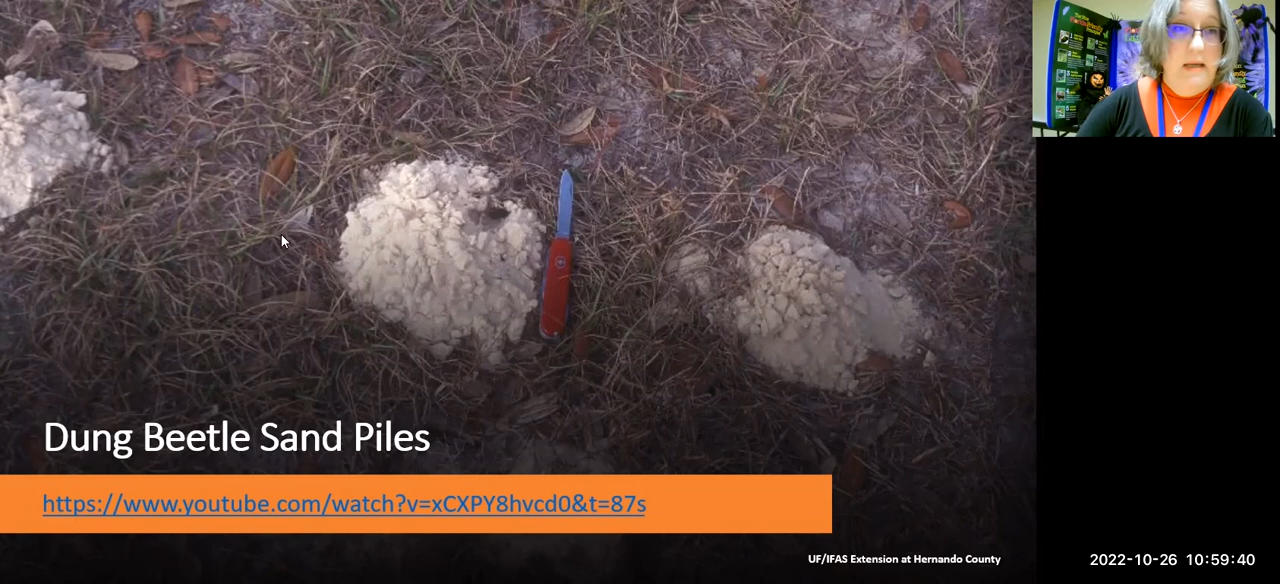 Dung Beetle Sand Piles
https://www.youtube.com/watch?v=xCXPY8hvcd0&t=87s
UF/IFAS Extension at Hernando County
2022-10-26 10:59:40